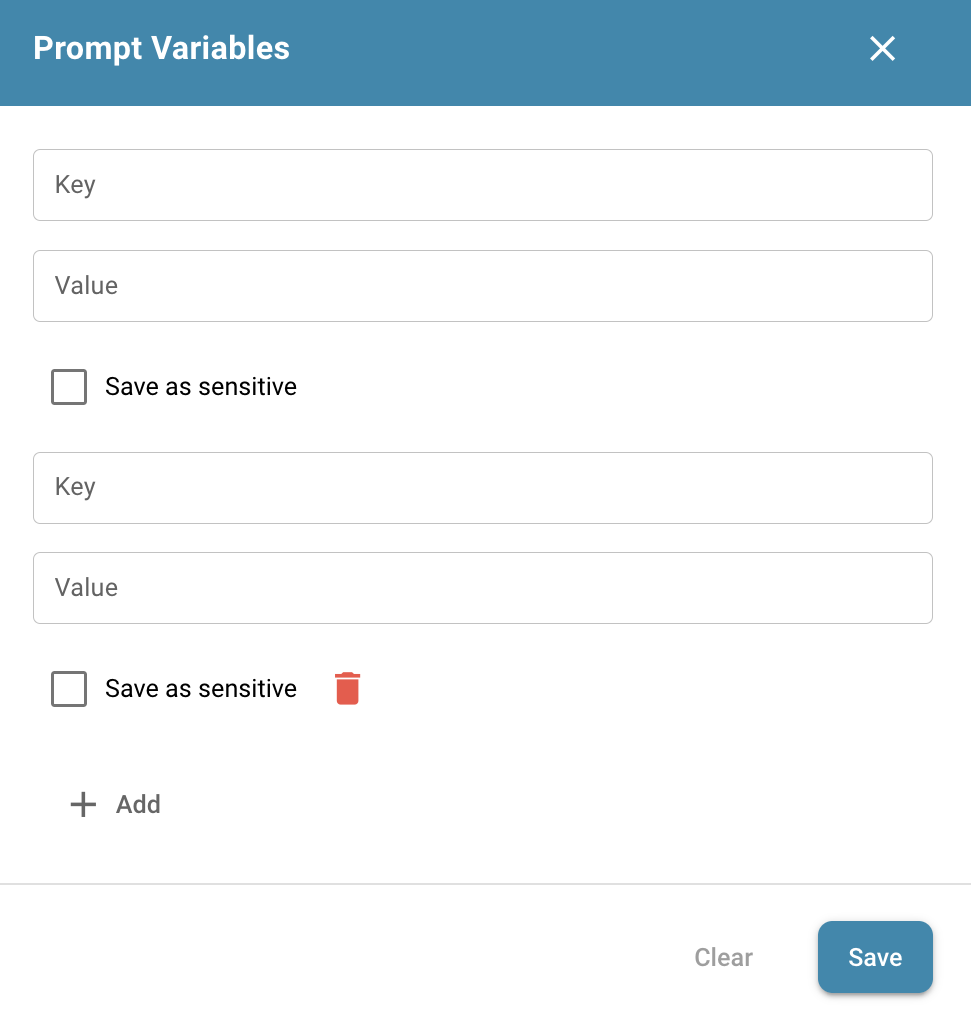 Prompt Variables
Key
Value
Save as sensitive
Key
Value
Save as sensitive
Add
Clear
Save